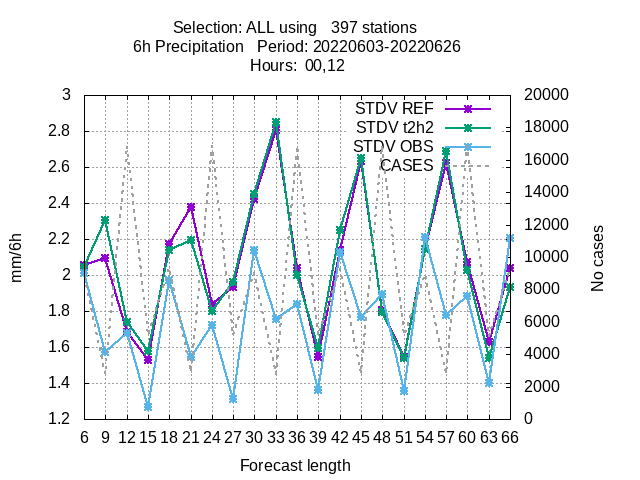 Selection: ALL using 397 stations
6h Precipitation Period: 20220603-20220626
Hours: 00,12
3
2.8
2.6
2.4
2.2
2
1.8
1.6
1.4
1.2
mm/6h
STDV REF
STDV t2h2
STDV OBS
CASES
20000
18000
16000
14000
12000
10000
8000
6000
4000
2000
0
No cases
6 9 12 15 18 21 24 27 30 33 36 39 42 45 48 51 54 57 60 63 66
Forecast length